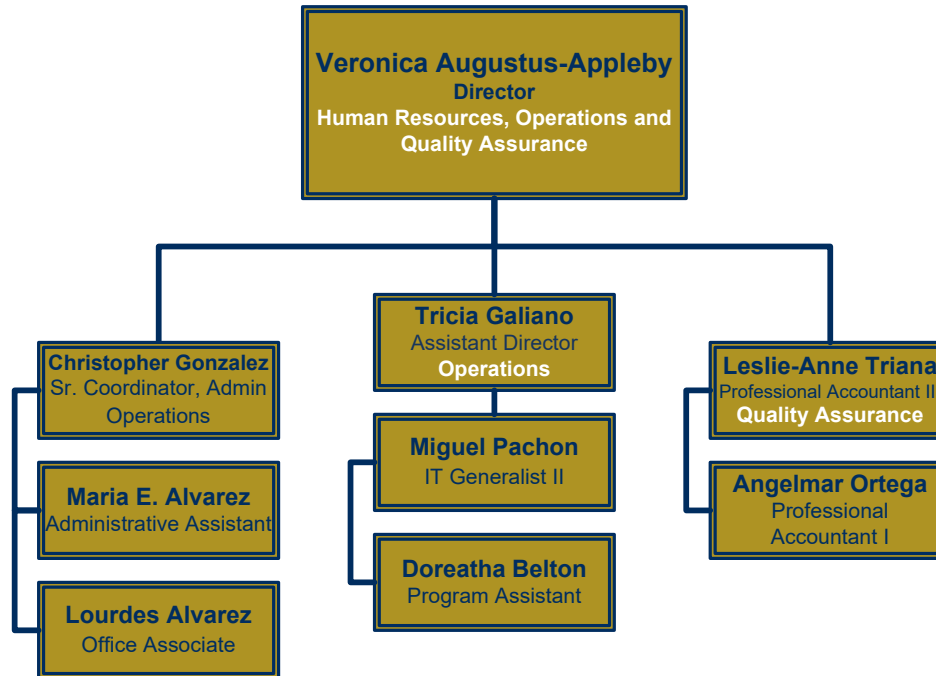 Veronica Augustus-Appleby
Director
Human Resources, Operations and
Quality Assurance
Christopher Gonzalez
Sr. Coordinator, Admin
Operations
Maria E. Alvarez
Administrative Assistant
Lourdes Alvarez
Office Associate
Tricia Galiano
Assistant Director
Operations
Miguel Pachon
IT Generalist II
Doreatha Belton
Program Assistant
Leslie-Anne Triana
Professional Accountant II
Quality Assurance
Angelmar Ortega
Professional
Accountant I